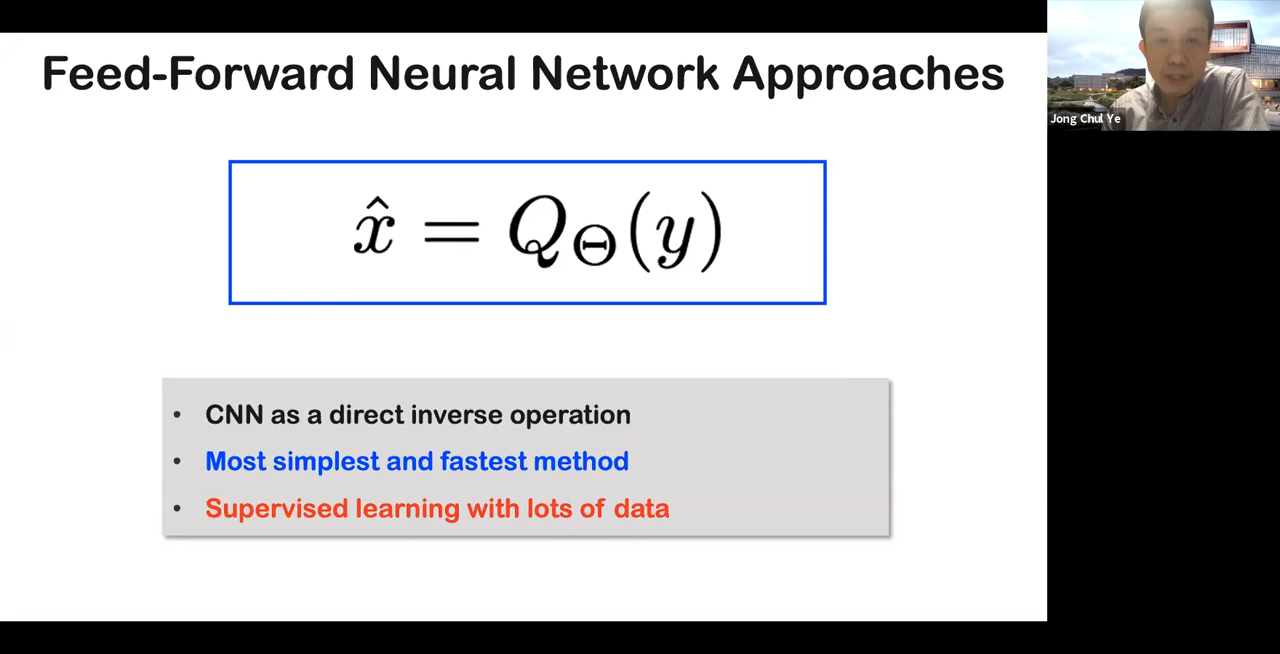 Feed-Forward Neural Network Approaches
Jong Chul Ye
x̂ = Q_Θ(y)
• CNN as a direct inverse operation
• Most simplest and fastest method
• Supervised learning with lots of data